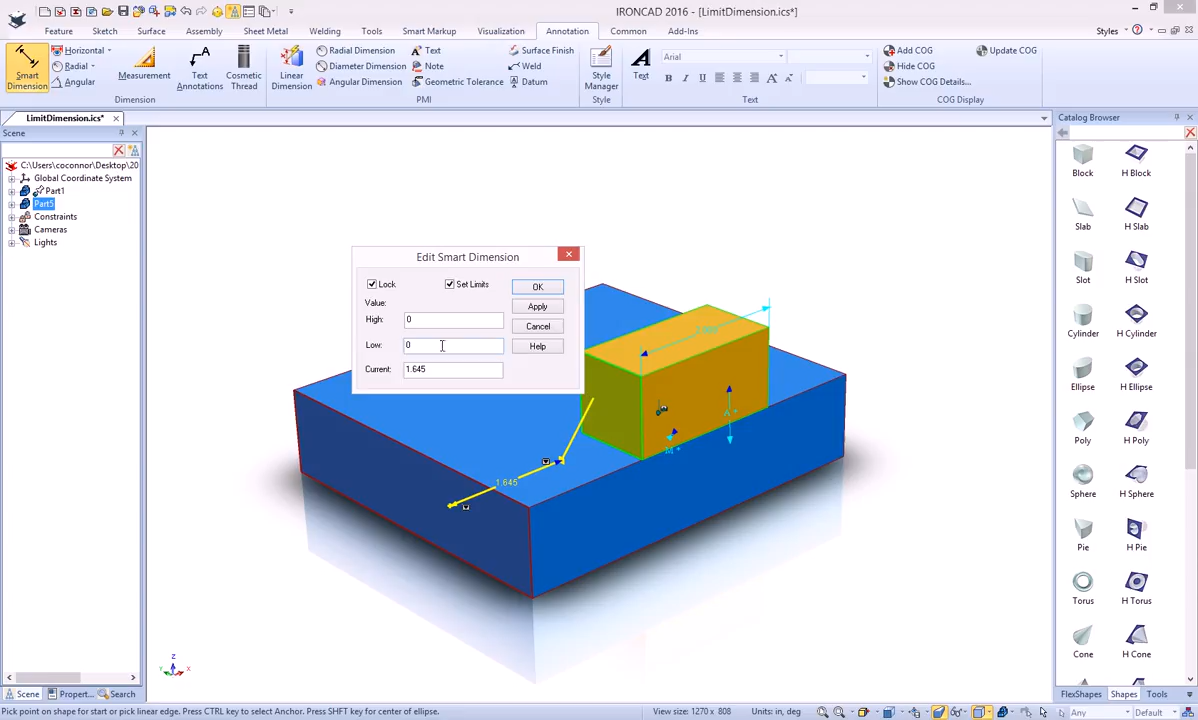 IRONCAD 2016 - [LimitDimension.ics*]
Feature Sketch Surface Assembly Sheet Metal Tools Welding Annotation Smart Markup Visualization Common Add-Ins Styles
Smart Dimension
Horizontal
Radial
Angular
Measurement
Text Annotations
Cosmetic Thread
Dimension
Linear Dimension
Radial Dimension
Diameter Dimension
Angular Dimension
Text
Note
Geometric Tolerance
Surface Finish
Weld
Datum
PMI
Style Manager
Style
Text
Arial
B I U
Text
Add COG
Hide COG
Show COG Details...
Update COG
COG Display
LimitDimension.ics*
Scene
C:\Users\coconnor\Desktop\20
Global Coordinate System
Part1
Part5
Constraints
Cameras
Lights
Edit Smart Dimension
Lock
Set Limits
OK
Value:
Apply
High: 0
Cancel
Low: 0
Help
Current: 1.645
1.645
Z
Y X
Catalog Browser
Block H Block
Slab H Slab
Slot H Slot
Cylinder H Cylinder
Ellipse H Ellipse
Poly H Poly
Sphere H Sphere
Pie H Pie
Torus H Torus
Cone H Cone
FlexShapes Shapes Tools
Scene Propert... Search
Pick point on shape for start or pick linear edge. Press CTRL key to select Anchor. Press SHFT key for center of ellipse.
View size: 1270 x 808
Units: in, deg
Any
Default